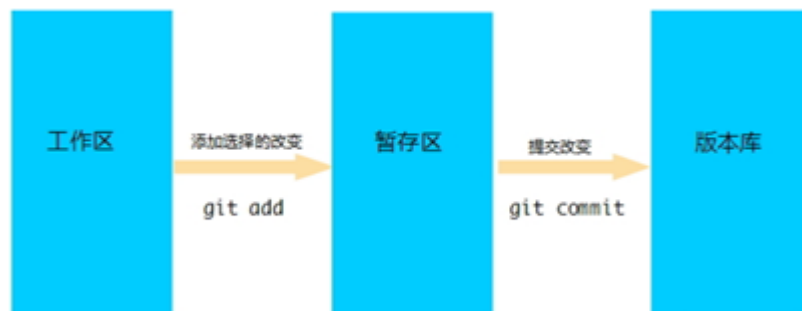 工作区
添加选择的改变
git add
暂存区
提交改变
git commit
版本库